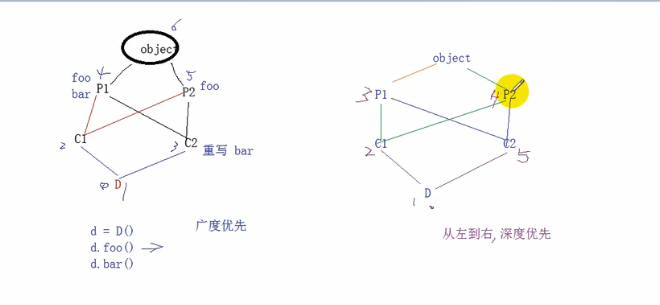 6
object
4
5
foo
P1
P2
foo
bar
2
C1
3
C2
重写 bar
D
1
d = D()
d.foo()
d.bar()
广度优先
object
3
P1
4
P2
C1
2
C2
5
D
1
从左到右，深度优先